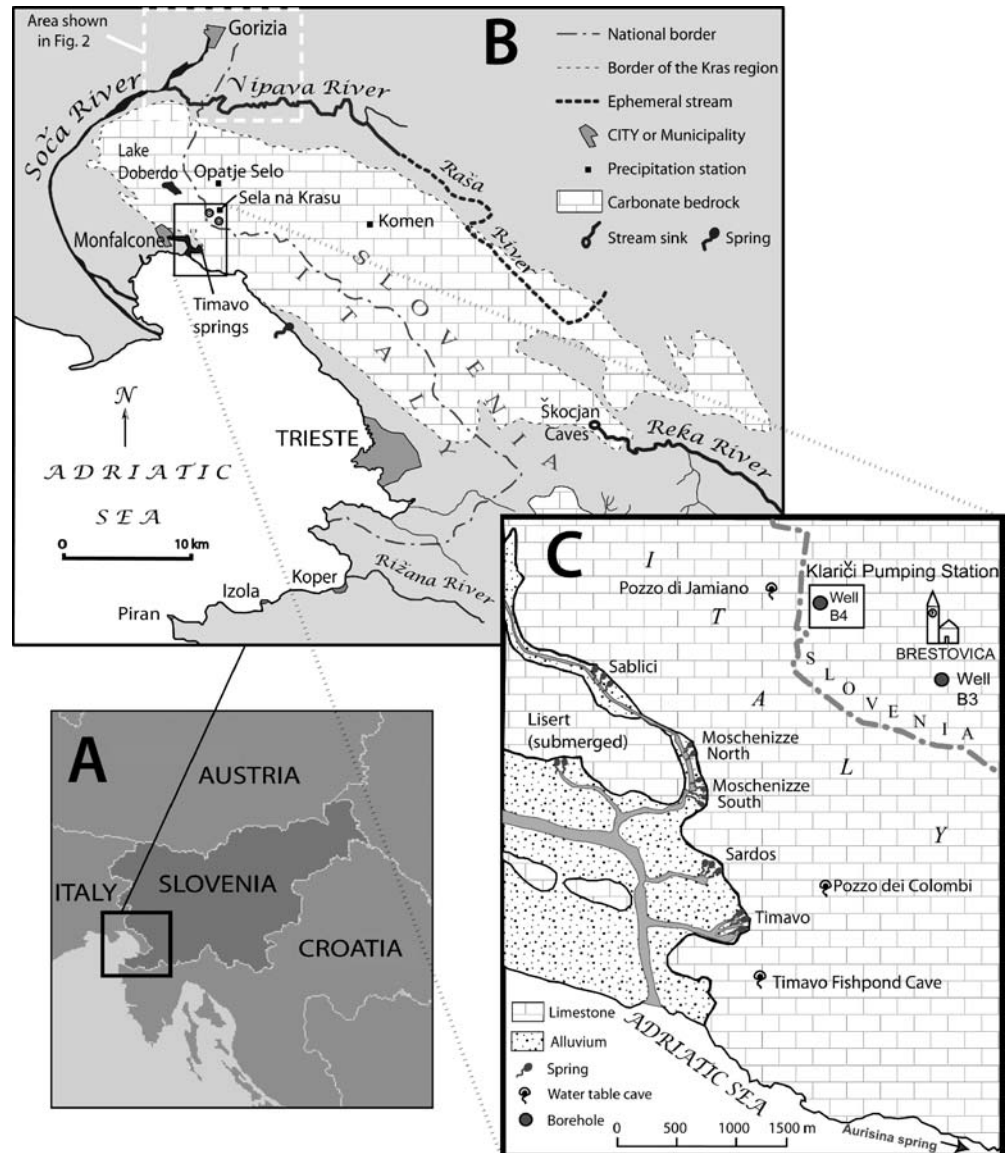 Area shown
in Fig. 2
Gorizia
B
Soča River
Vipava River
Raša
River
Lake
Doberdo
Opatje Selo
Sela na Krasu
Komen
Monfalcone
Timavo
springs
SLOVENIA
ITALY
Škocjan
Caves
Reka River
TRIESTE
N
ADRIATIC
SEA
0 10 km
Koper
Izola
Piran
Rižana River
National border
Border of the Kras region
Ephemeral stream
CITY or Municipality
Precipitation station
Carbonate bedrock
Stream sink
Spring
A
AUSTRIA
ITALY
SLOVENIA
CROATIA
C
ITALY
Pozzo di Jamiano
Klariči Pumping Station
Well
B4
BRESTOVICA
Well
B3
SLOVENIA
Sablici
Lisert
(submerged)
Moschenizze
North
Moschenizze
South
Sardos
Pozzo dei Colombi
Timavo
Timavo Fishpond Cave
Limestone
Alluvium
Spring
Water table cave
Borehole
ADRIATIC SEA
0 500 1000 1500 m
Aurisina spring